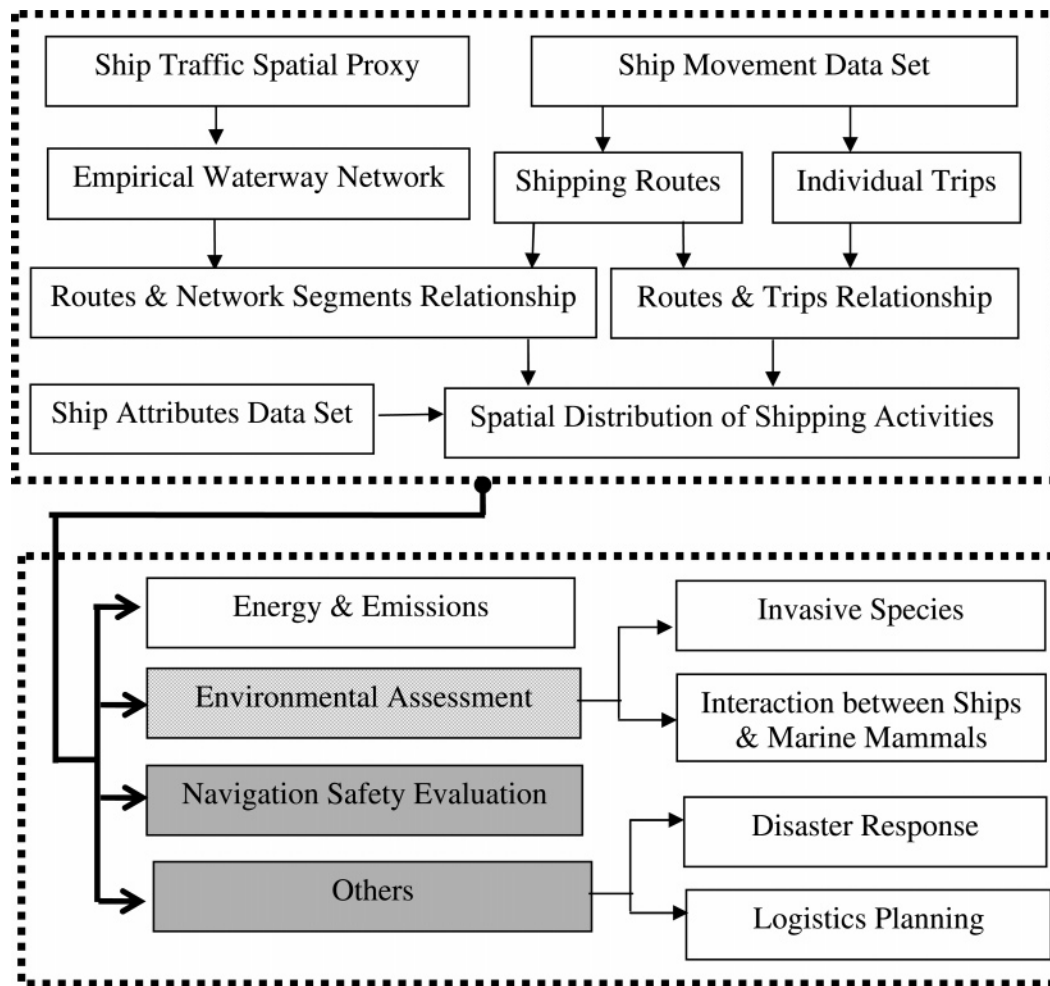 Ship Traffic Spatial Proxy
Ship Movement Data Set
Empirical Waterway Network
Shipping Routes
Individual Trips
Routes & Network Segments Relationship
Routes & Trips Relationship
Ship Attributes Data Set
Spatial Distribution of Shipping Activities
Energy & Emissions
Invasive Species
Environmental Assessment
Interaction between Ships
& Marine Mammals
Navigation Safety Evaluation
Disaster Response
Others
Logistics Planning